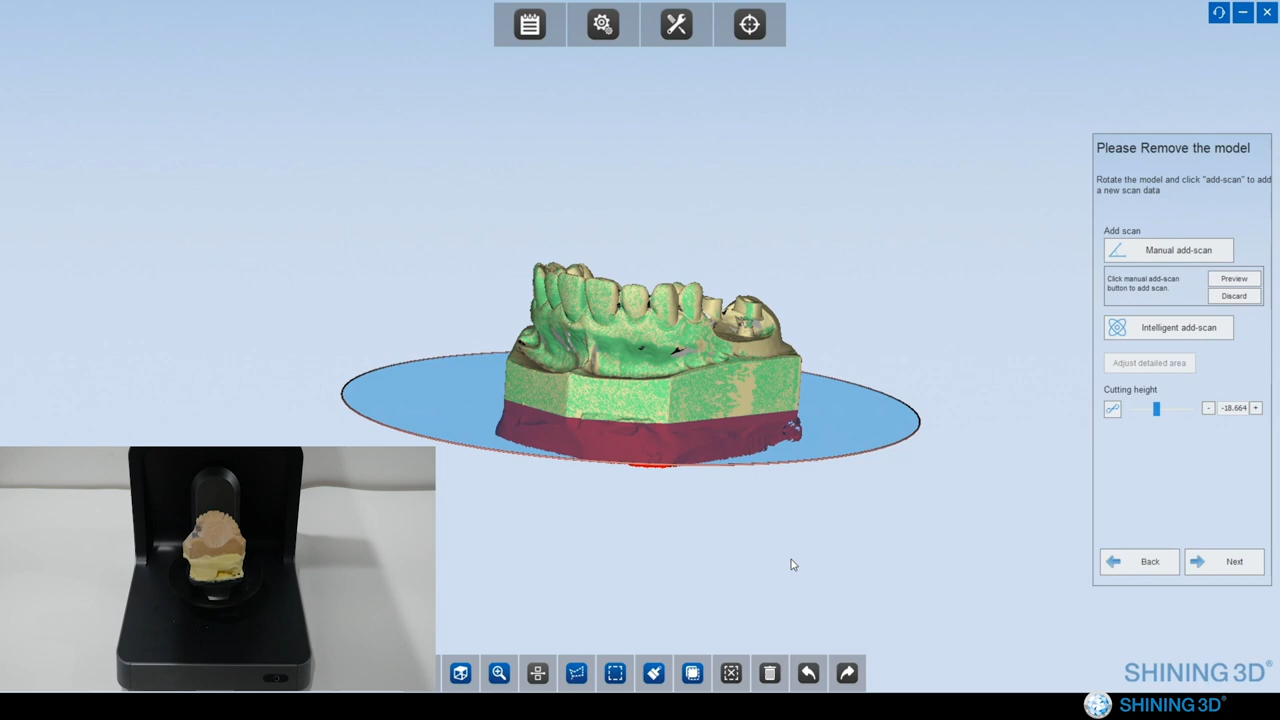 Please Remove the model
Rotate the model and click "add-scan" to add
a new scan data
Add scan
Manual add-scan
Click manual add-scan
button to add scan.
Preview
Discard
Intelligent add-scan
Adjust detailed area
Cutting height
- -18.664 +
Back
Next
SHINING 3D®
SHINING 3D®